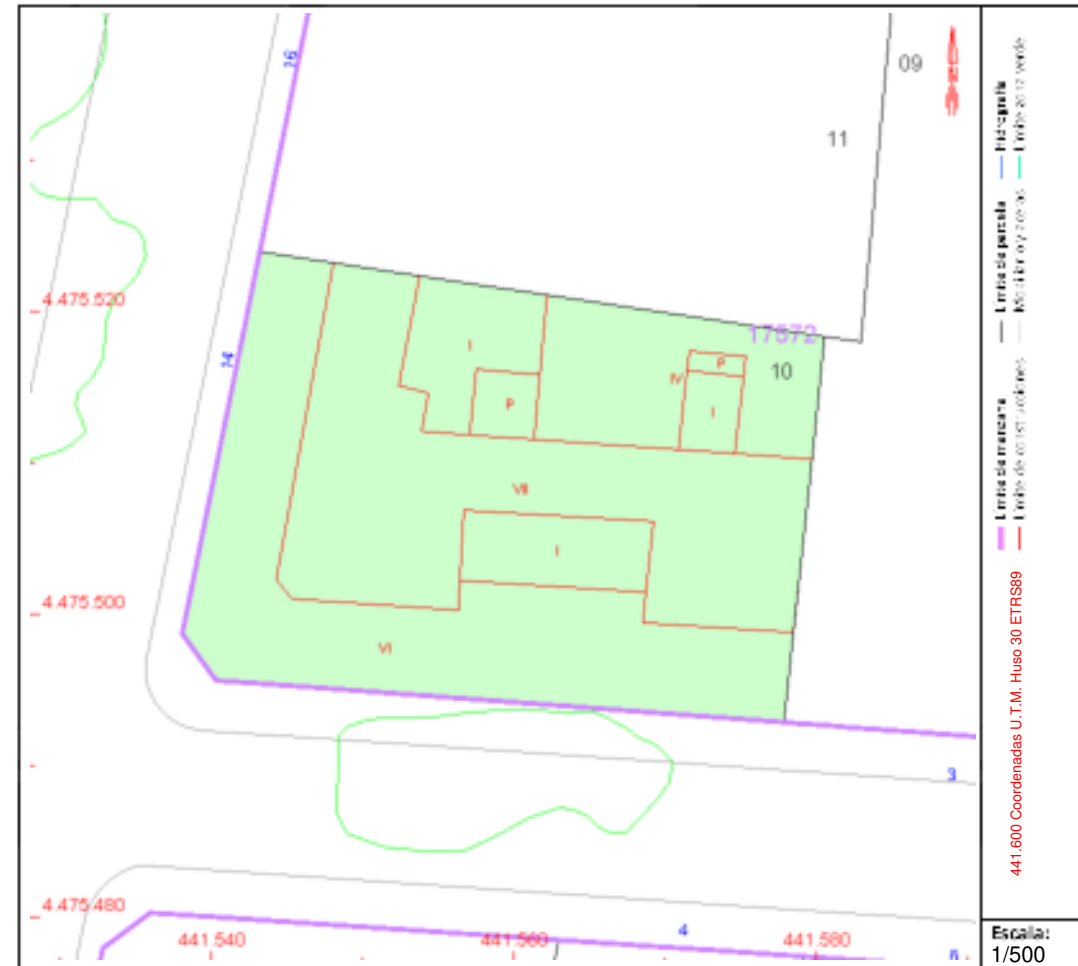 16
09
11
4.475.520
17572
14
I
P
IV
10
P
I
VII
I
4.475.500
VI
3
4.475.480
441.540
441.560
4
441.580
5
Hidrografía
Límite zona verde
Límite de parcela
Mobiliario y aceras
Límite de manzana
Límite de construcciones
441.600 Coordenadas U.T.M. Huso 30 ETRS89
Escala:
1/500